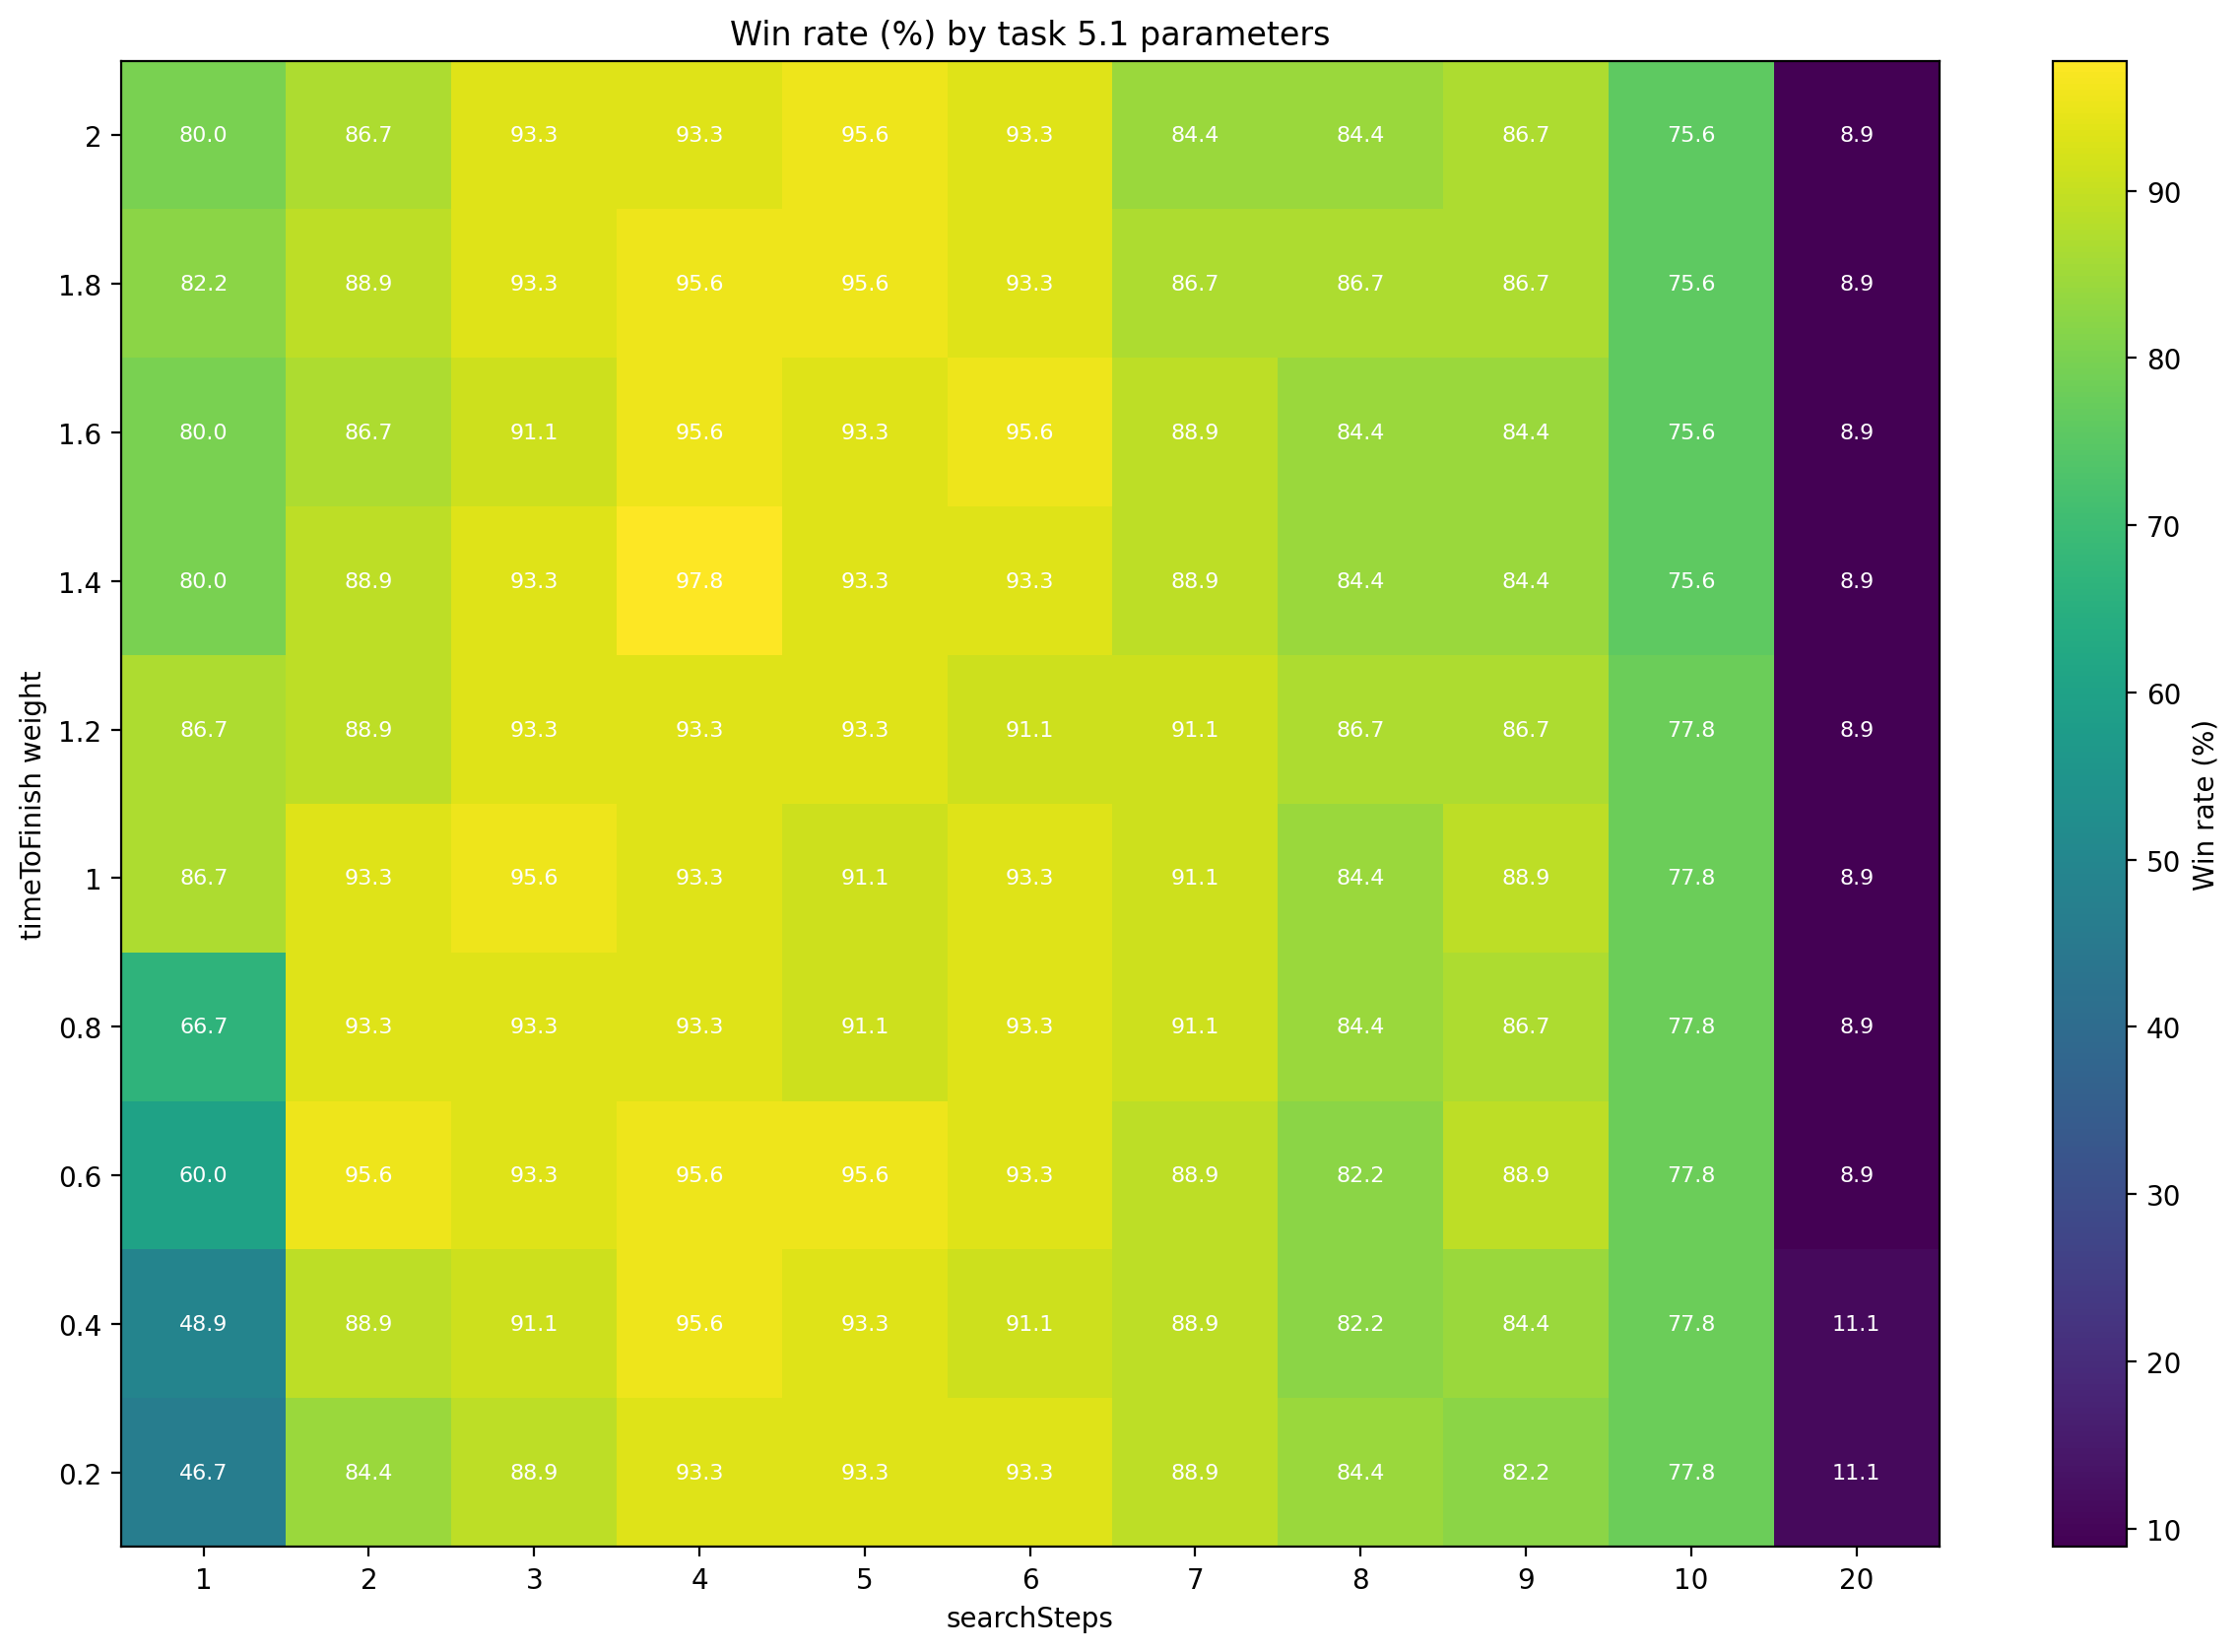 Win rate (%) by task 5.1 parameters
timeToFinish weight
2 80.0 86.7 93.3 93.3 95.6 93.3 84.4 84.4 86.7 75.6 8.9
1.8 82.2 88.9 93.3 95.6 95.6 93.3 86.7 86.7 86.7 75.6 8.9
1.6 80.0 86.7 91.1 95.6 93.3 95.6 88.9 84.4 84.4 75.6 8.9
1.4 80.0 88.9 93.3 97.8 93.3 93.3 88.9 84.4 84.4 75.6 8.9
1.2 86.7 88.9 93.3 93.3 93.3 91.1 91.1 86.7 86.7 77.8 8.9
1 86.7 93.3 95.6 93.3 91.1 93.3 91.1 84.4 88.9 77.8 8.9
0.8 66.7 93.3 93.3 93.3 91.1 93.3 91.1 84.4 86.7 77.8 8.9
0.6 60.0 95.6 93.3 95.6 95.6 93.3 88.9 82.2 88.9 77.8 8.9
0.4 48.9 88.9 91.1 95.6 93.3 91.1 88.9 82.2 84.4 77.8 11.1
0.2 46.7 84.4 88.9 93.3 93.3 93.3 88.9 84.4 82.2 77.8 11.1
1 2 3 4 5 6 7 8 9 10 20
searchSteps
90
80
70
60
50
40
30
20
10
Win rate (%)